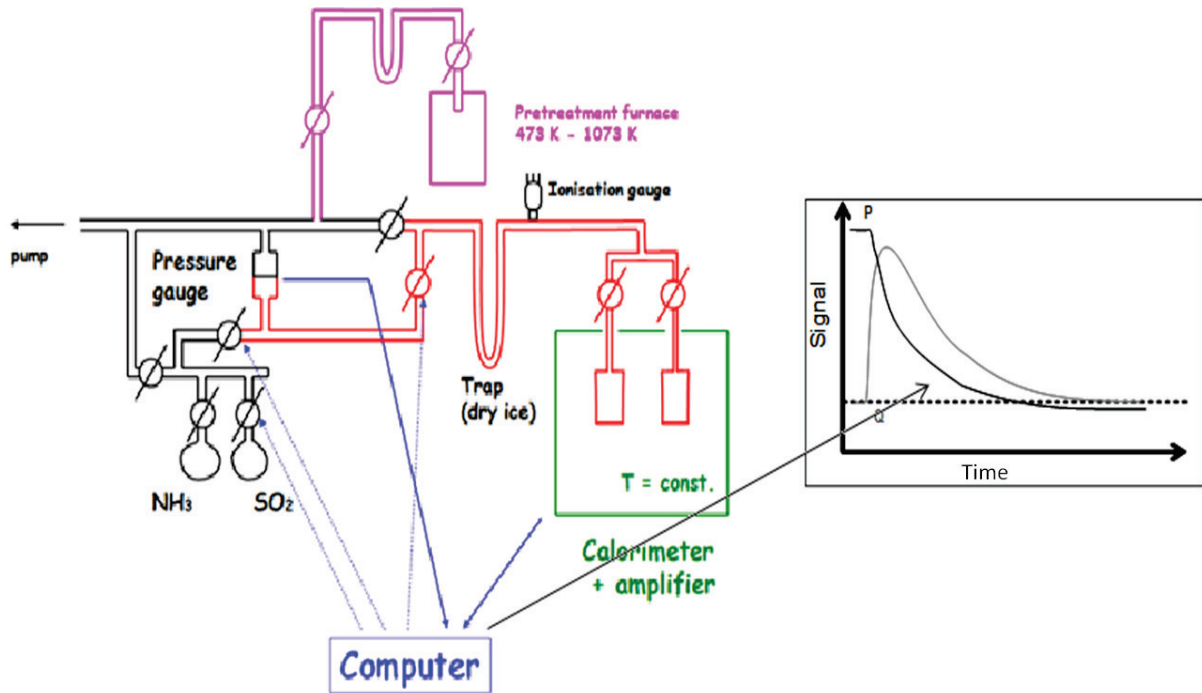 Pretreatment furnace
473 K - 1073 K
Ionisation gauge
pump
Pressure
gauge
Trap
(dry ice)
NH₃
SO₂
T = const.
Calorimeter
+ amplifier
Computer
P
Signal
Q
Time